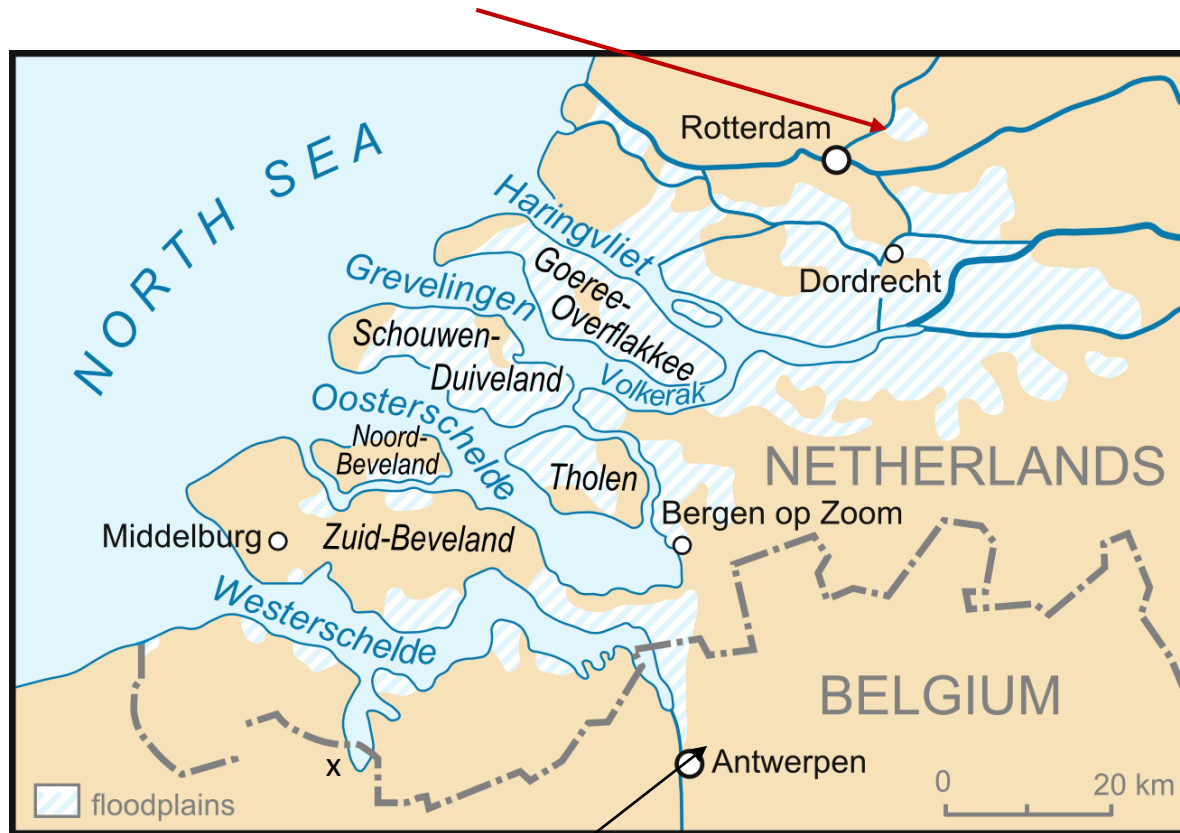 NORTH SEA
Rotterdam
Haringvliet
Grevelingen
Goeree-
Overflakkee
Dordrecht
Schouwen-
Duiveland
Volkerak
Oosterschelde
Noord-
Beveland
Tholen
NETHERLANDS
Bergen op Zoom
Middelburg
Zuid-Beveland
Westerschelde
BELGIUM
x
Antwerpen
floodplains
0 20 km